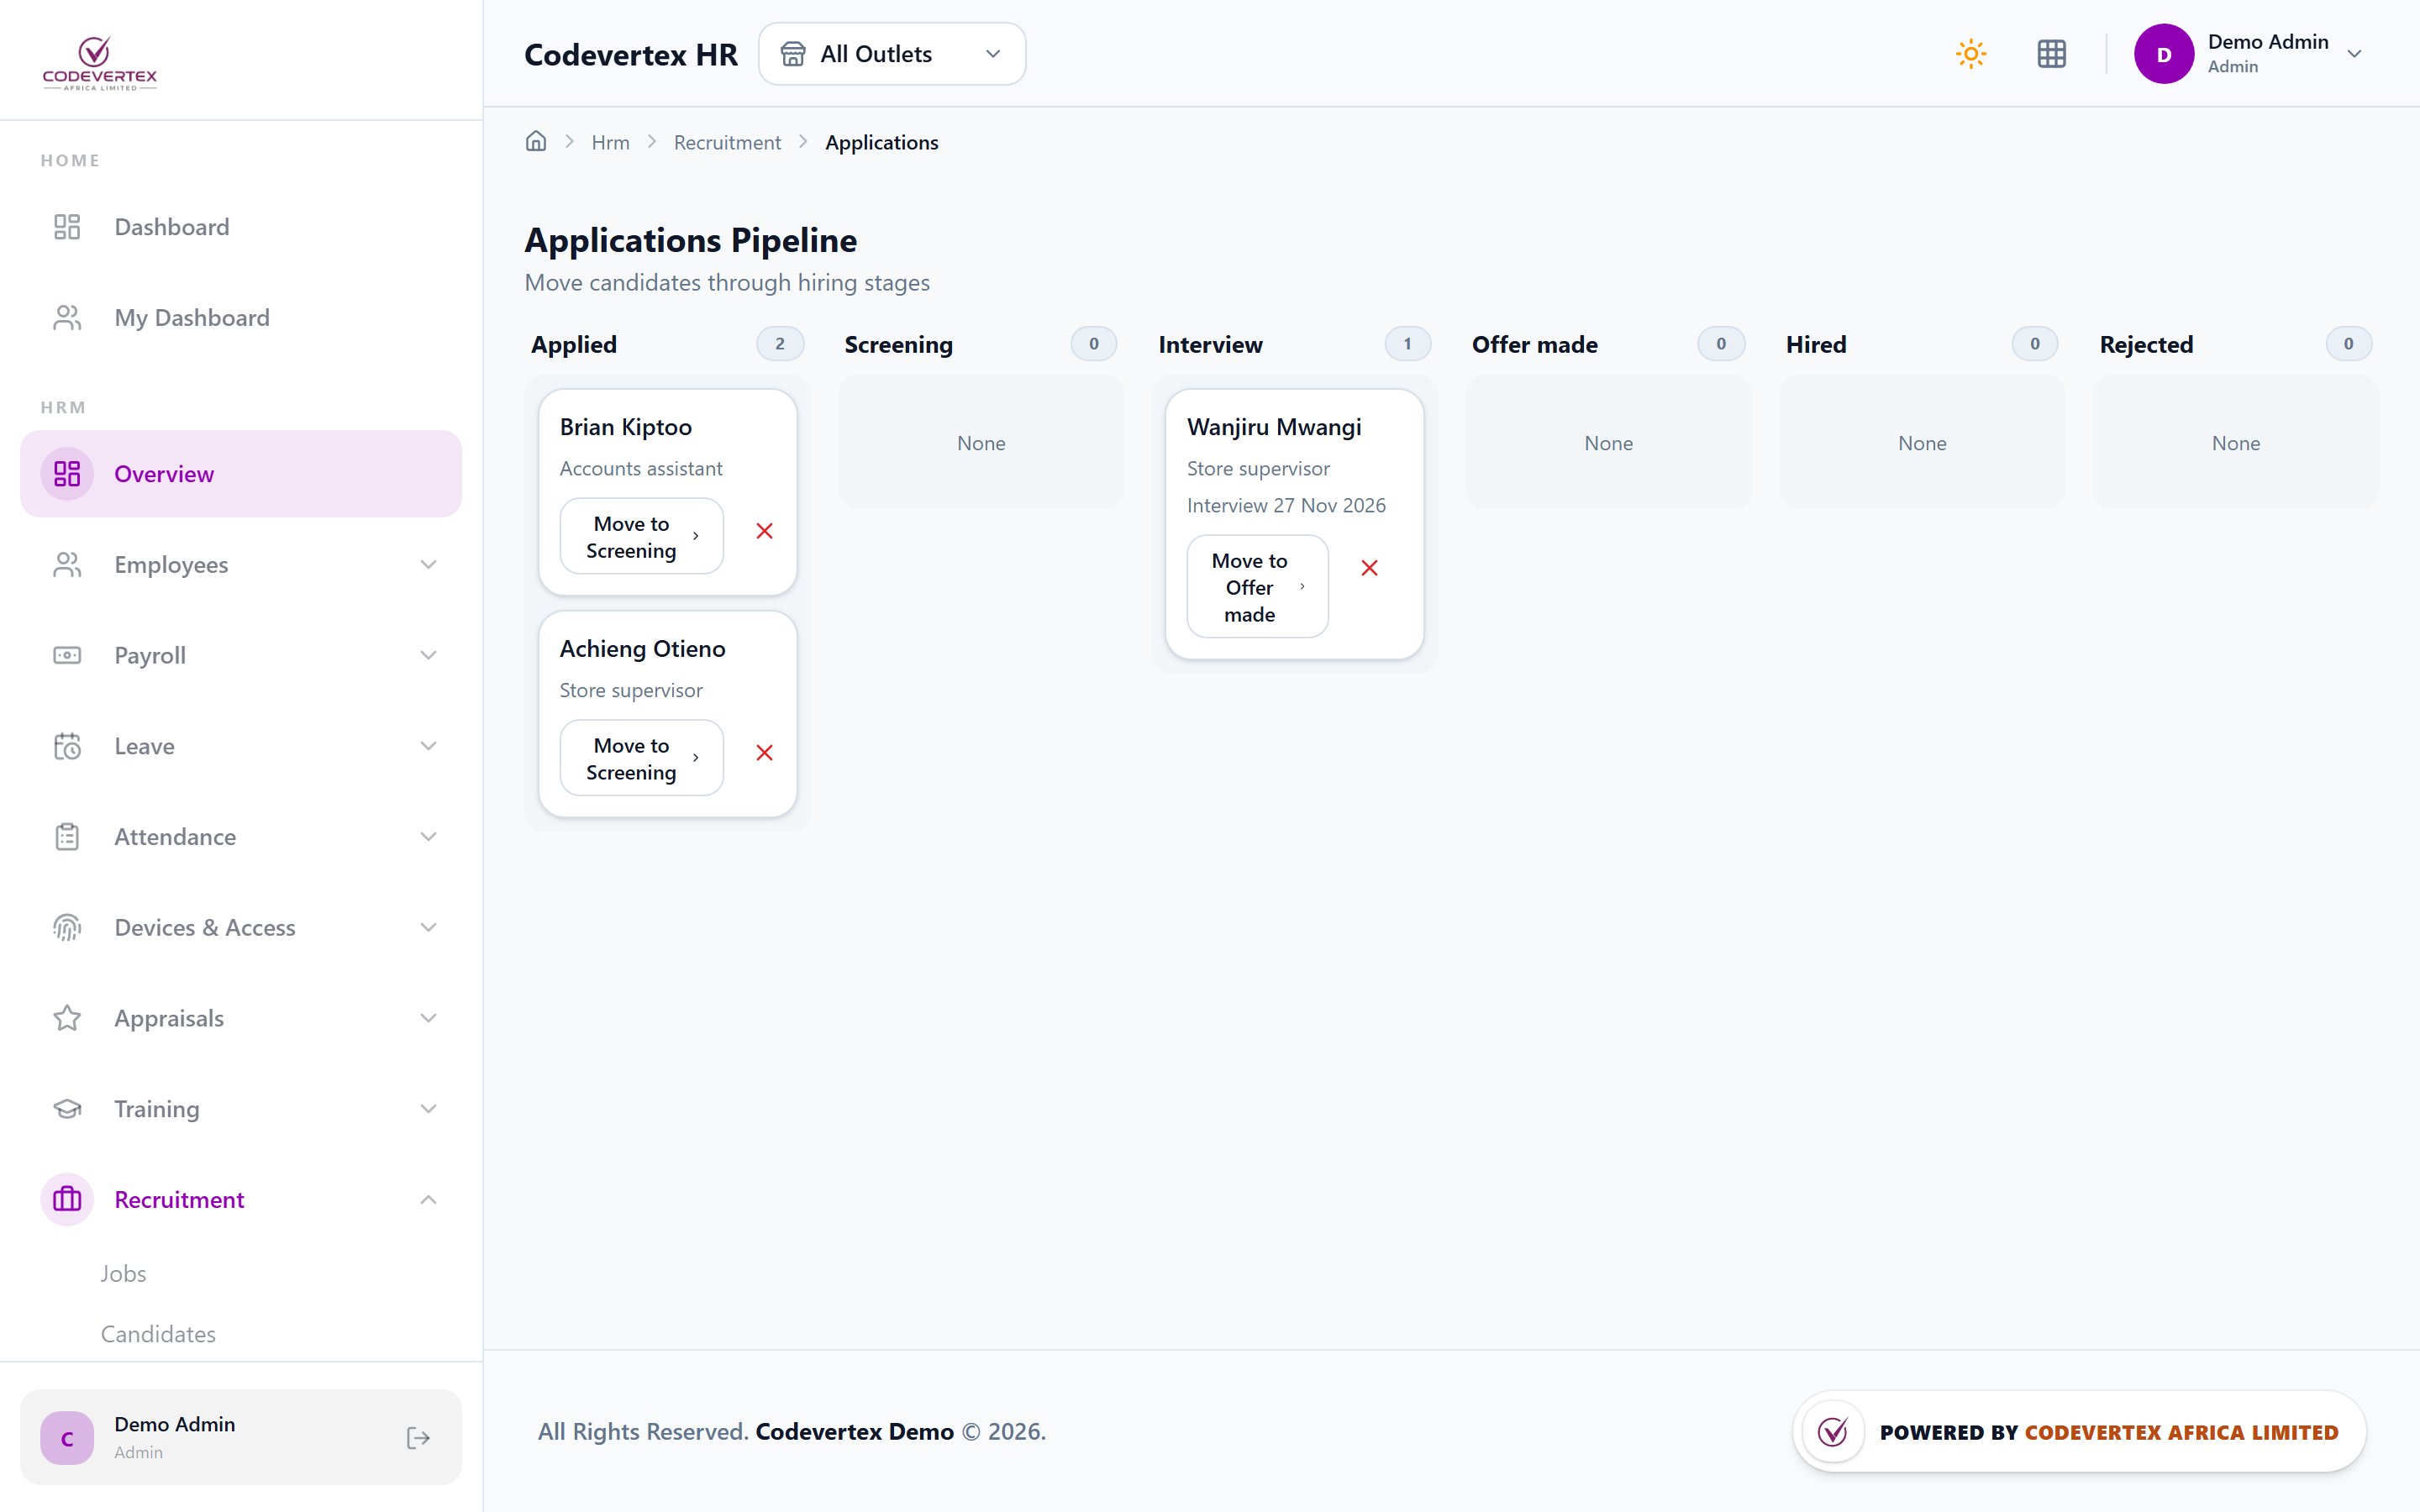 CODEVERTEX
AFRICA LIMITED
HOME
Dashboard
My Dashboard
HRM
Overview
Employees
Payroll
Leave
Attendance
Devices & Access
Appraisals
Training
Recruitment
Jobs
Candidates
C
Demo Admin
Admin
Codevertex HR
All Outlets
D
Demo Admin
Admin
Hrm
Recruitment
Applications
Applications Pipeline
Move candidates through hiring stages
Applied 2
Brian Kiptoo
Accounts assistant
Move to
Screening
Achieng Otieno
Store supervisor
Move to
Screening
Screening 0
None
Interview 1
Wanjiru Mwangi
Store supervisor
Interview 27 Nov 2026
Move to
Offer
made
Offer made 0
None
Hired 0
None
Rejected 0
None
All Rights Reserved. Codevertex Demo © 2026.
POWERED BY CODEVERTEX AFRICA LIMITED